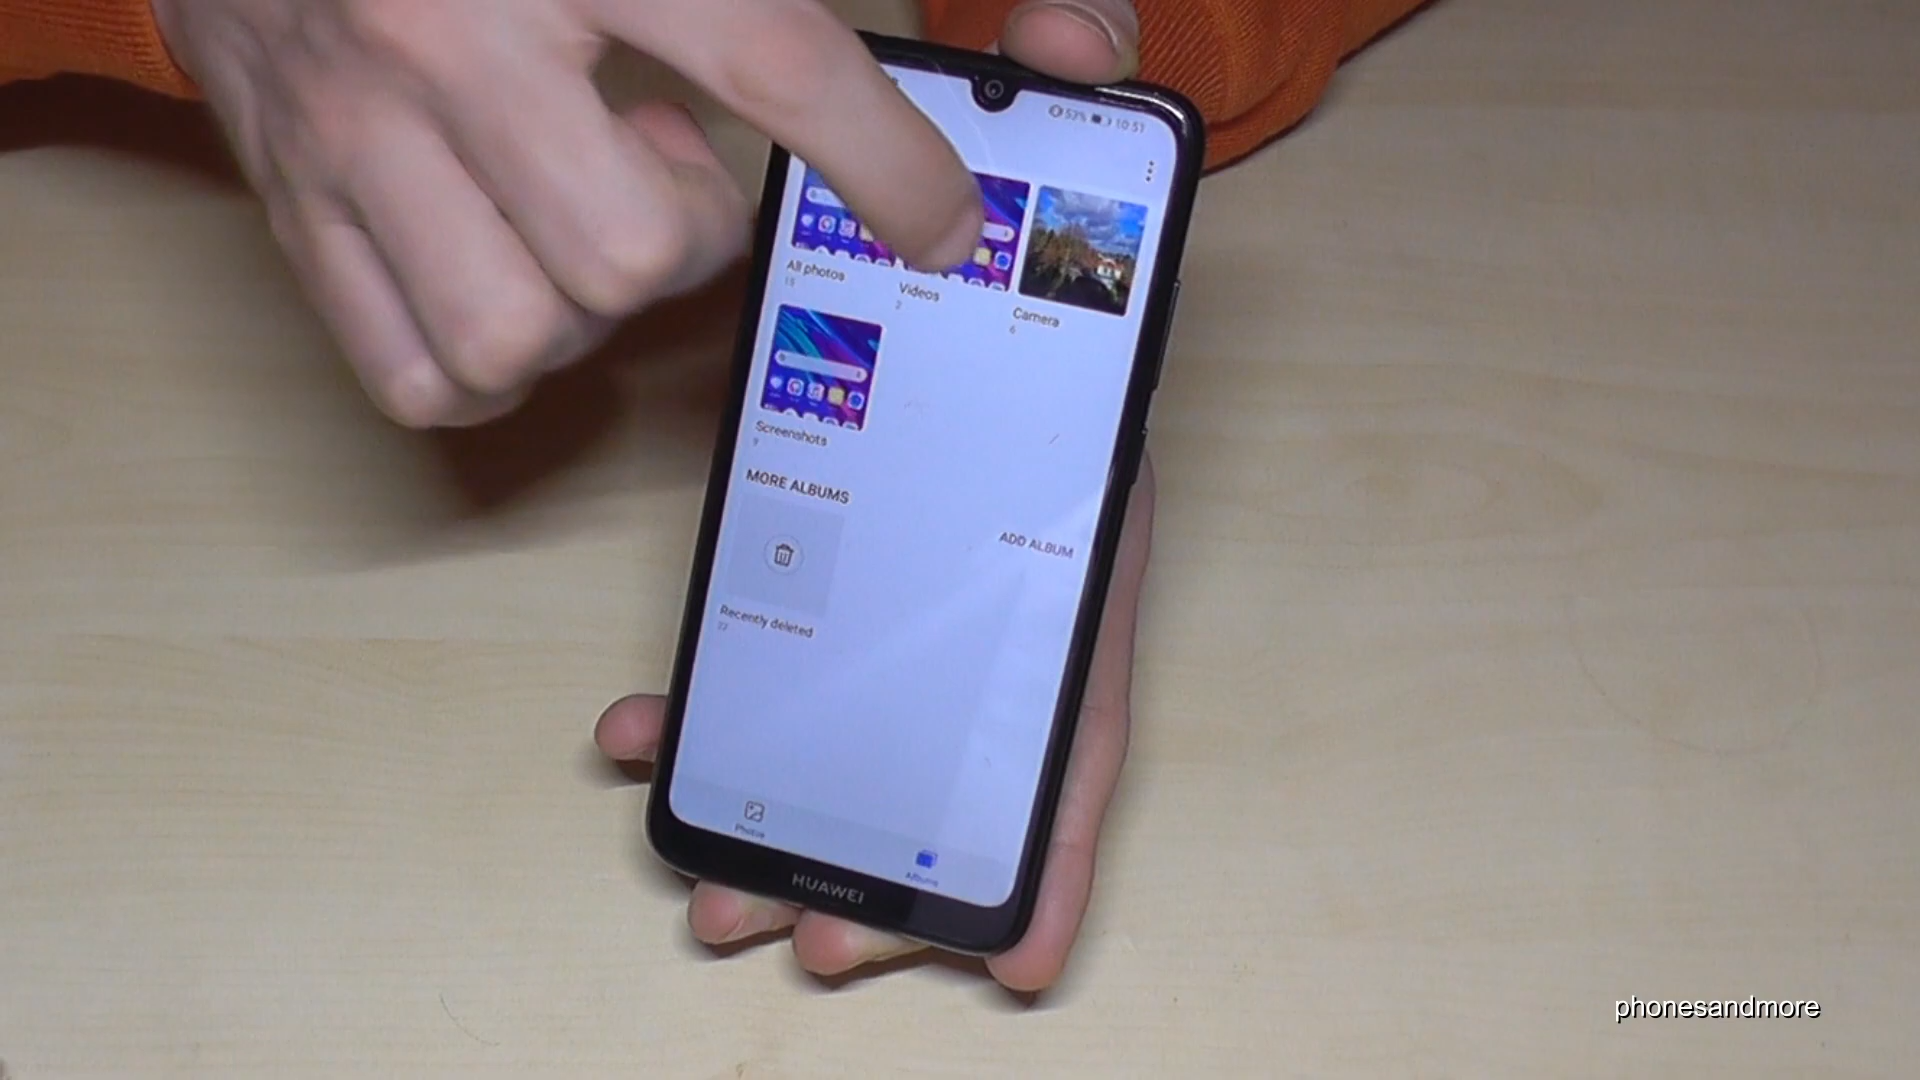 53% 10:51
All photos
Videos
2
Camera
6
Screenshots
9
MORE ALBUMS
ADD ALBUM
Recently deleted
Photos
Albums
HUAWEI
phonesandmore